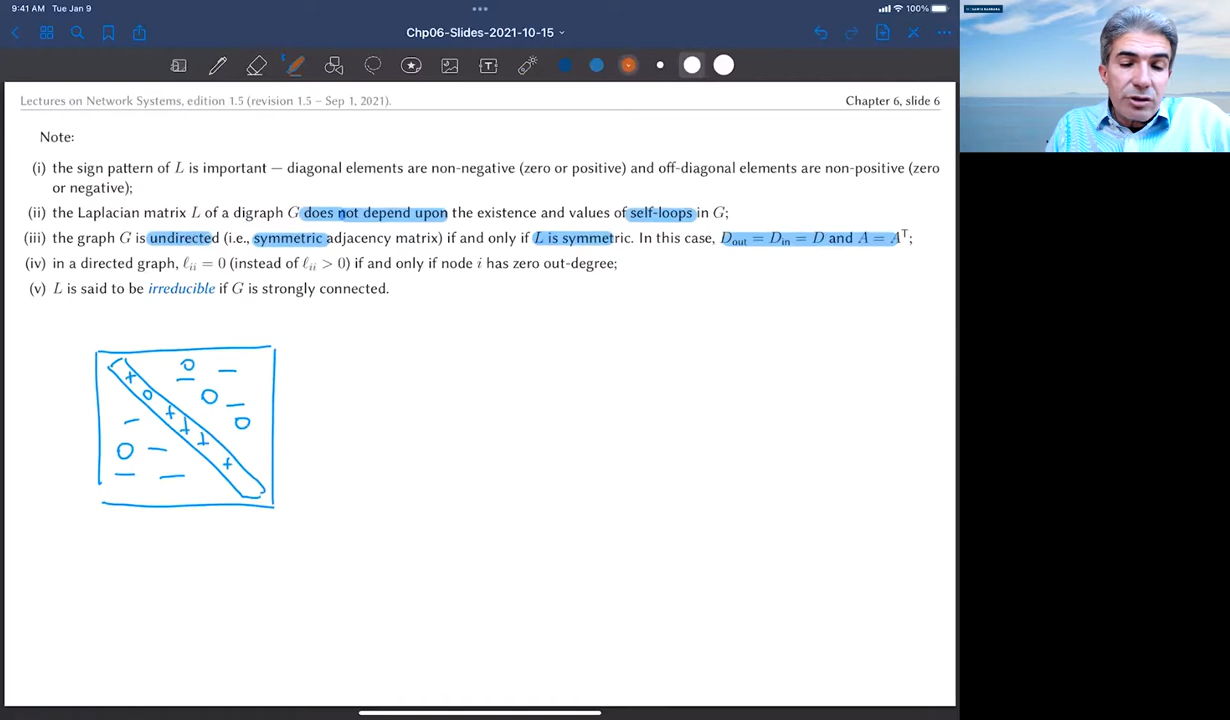 9:41 AM Tue Jan 9
100%
Chp06-Slides-2021-10-15
Lectures on Network Systems, edition 1.5 (revision 1.5 – Sep 1, 2021).
Chapter 6, slide 6
Note:
(i) the sign pattern of L is important — diagonal elements are non-negative (zero or positive) and off-diagonal elements are non-positive (zero
or negative);
(ii) the Laplacian matrix L of a digraph G does not depend upon the existence and values of self-loops in G;
(iii) the graph G is undirected (i.e., symmetric adjacency matrix) if and only if L is symmetric. In this case, D_out = D_in = D and A = A^⊤;
(iv) in a directed graph, ℓ_ii = 0 (instead of ℓ_ii > 0) if and only if node i has zero out-degree;
(v) L is said to be irreducible if G is strongly connected.
+ 0 −
− 0 + 0 −
− + + 0
0 − +
− − +